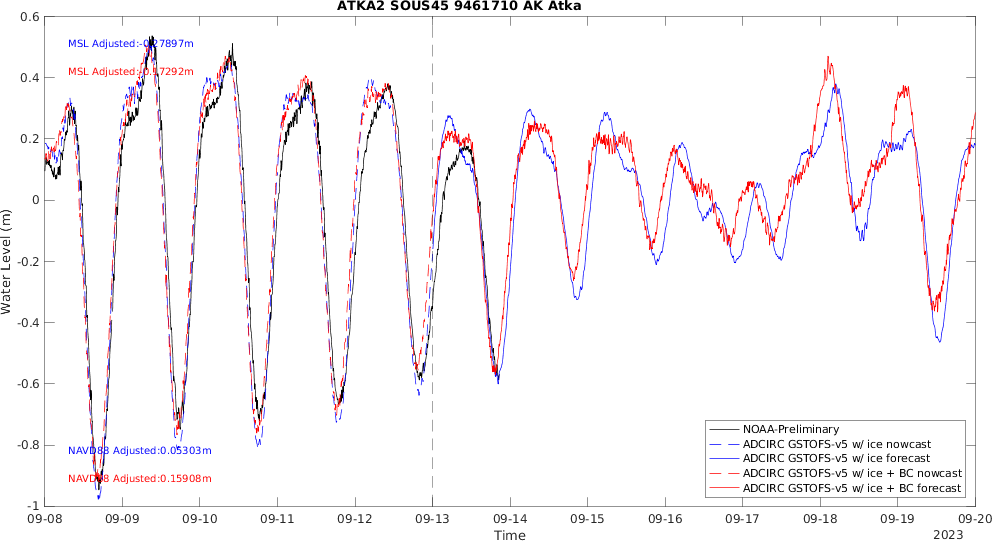 ATKA2 SOUS45 9461710 AK Atka
MSL Adjusted:-0.27897m
MSL Adjusted:-0.17292m
NAVD88 Adjusted:0.05303m
NAVD88 Adjusted:0.15908m
Water Level (m)
0.6
0.4
0.2
0
-0.2
-0.4
-0.6
-0.8
-1
NOAA-Preliminary
ADCIRC GSTOFS-v5 w/ ice nowcast
ADCIRC GSTOFS-v5 w/ ice forecast
ADCIRC GSTOFS-v5 w/ ice + BC nowcast
ADCIRC GSTOFS-v5 w/ ice + BC forecast
09-08 09-09 09-10 09-11 09-12 09-13 09-14 09-15 09-16 09-17 09-18 09-19 09-20
Time
2023